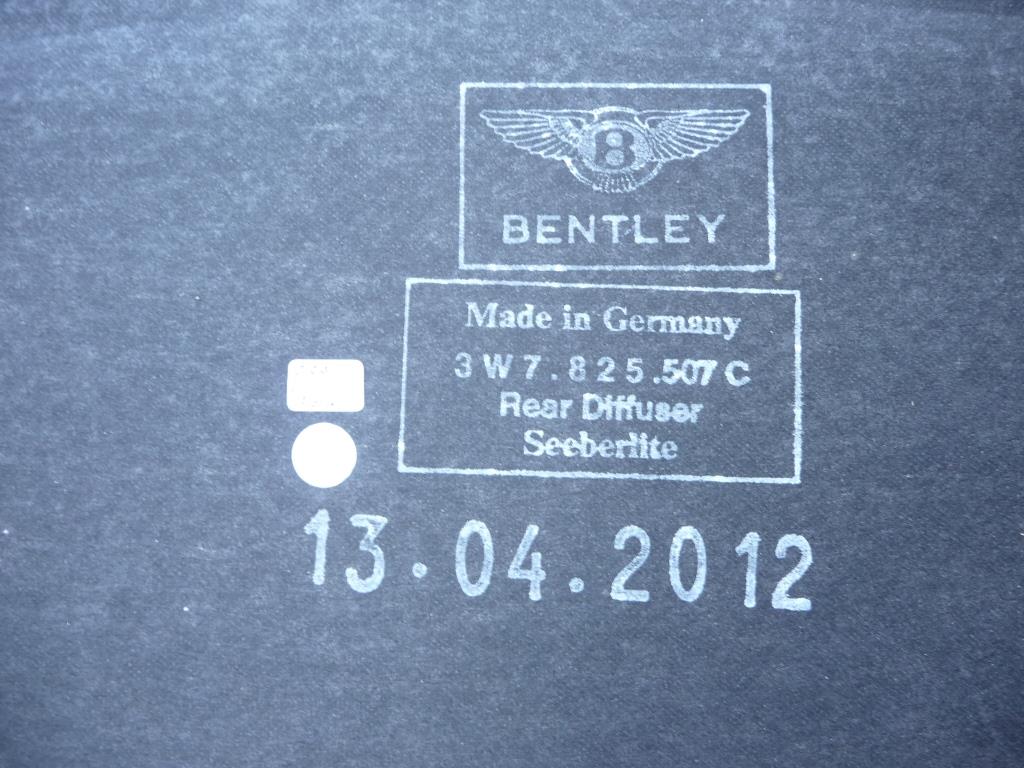 B
BENTLEY
Made in Germany
3W7.825.507C
Rear Diffuser
Seeberlite
13.04.2012